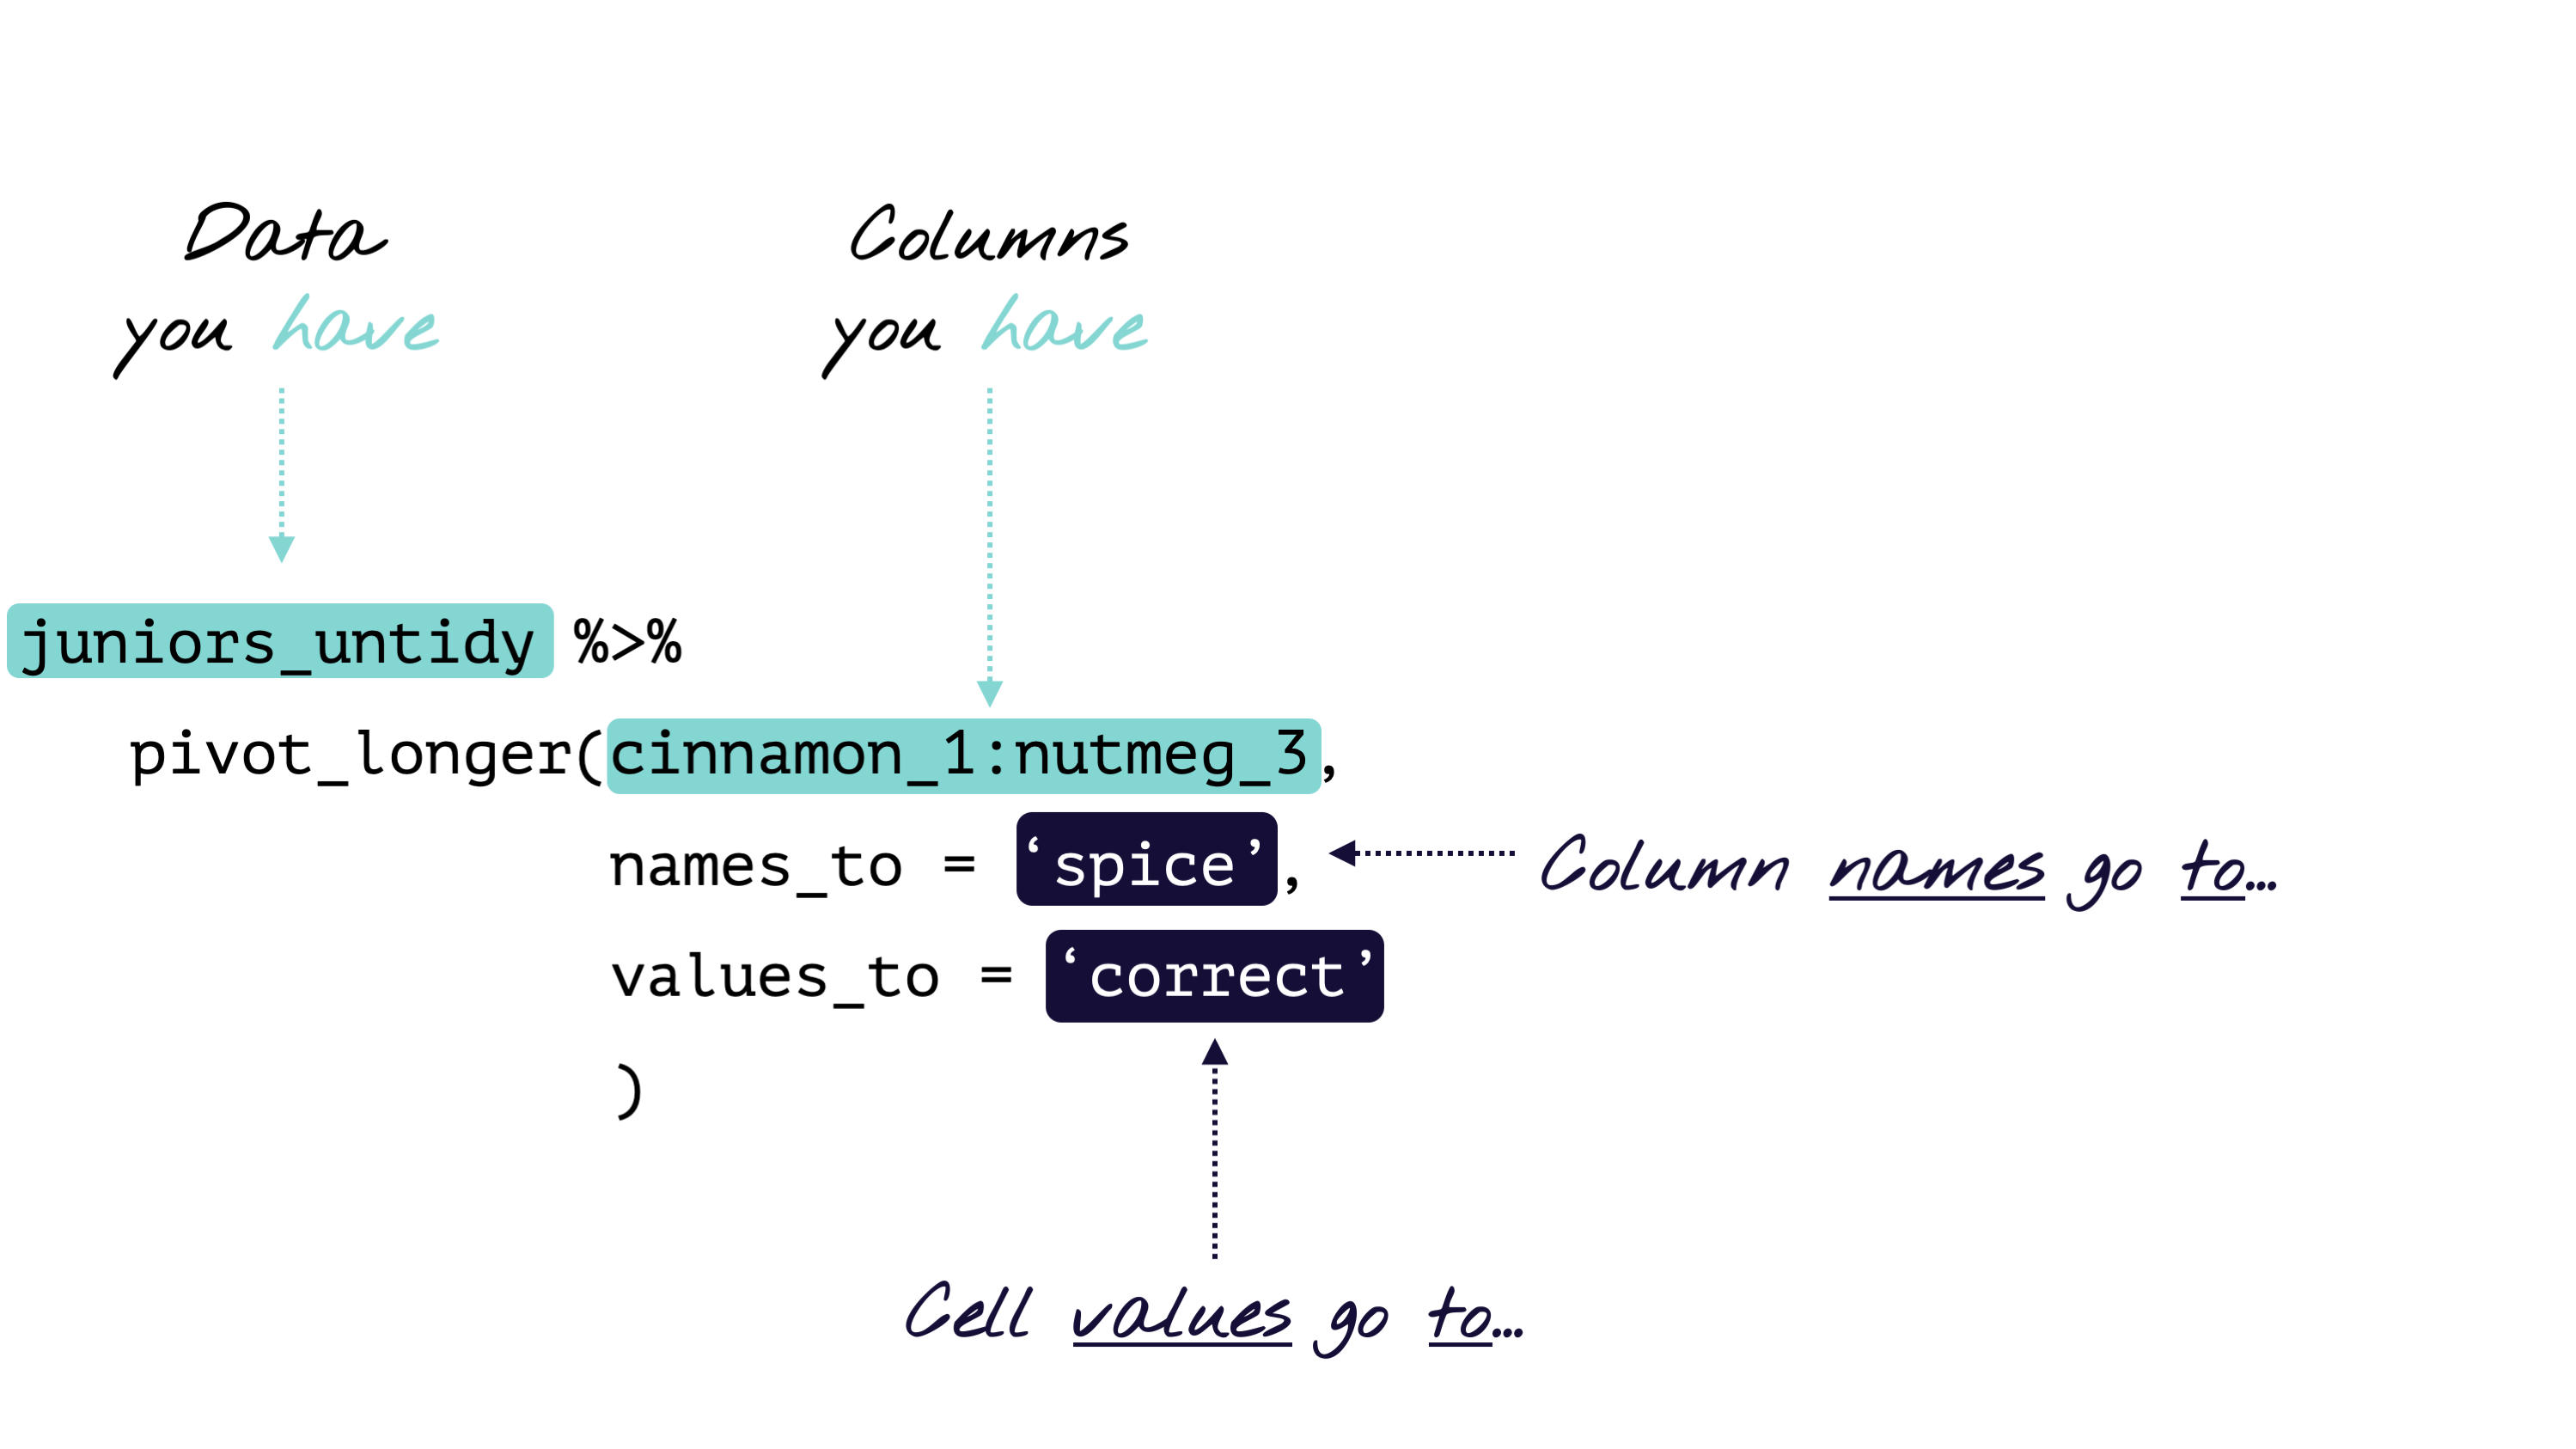 Data
you have
Columns
you have
juniors_untidy %>%
pivot_longer(cinnamon_1:nutmeg_3,
names_to = ‘spice’,
Column names go to...
values_to = ‘correct’
)
Cell values go to...